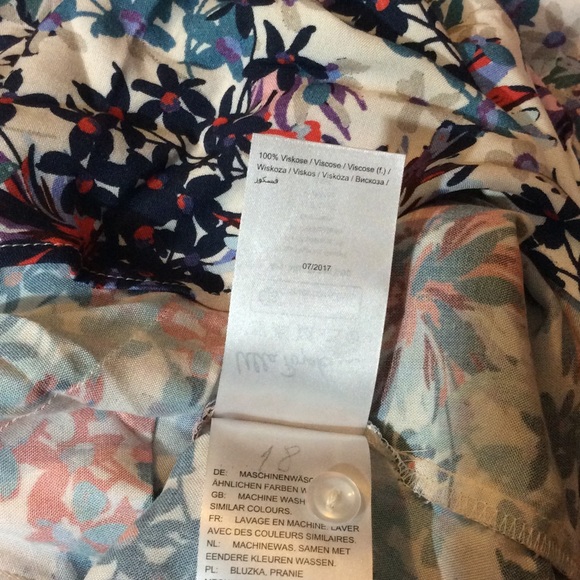 100% Viskose / Viscose / Viscose (f.) /
Wiskoza / Viskos / Viskóza / Вискоза /
فسكوز
07/2017
18
DE: MASCHINENWÄS
ÄHNLICHEN FARBEN W
GB: MACHINE WASH
SIMILAR COLOURS.
FR: LAVAGE EN MACHINE, LAVER
AVEC DES COULEURS SIMILAIRES.
NL: MACHINEWAS. SAMEN MET
EENDERE KLEUREN WASSEN.
PL: BLUZKA, PRANIE